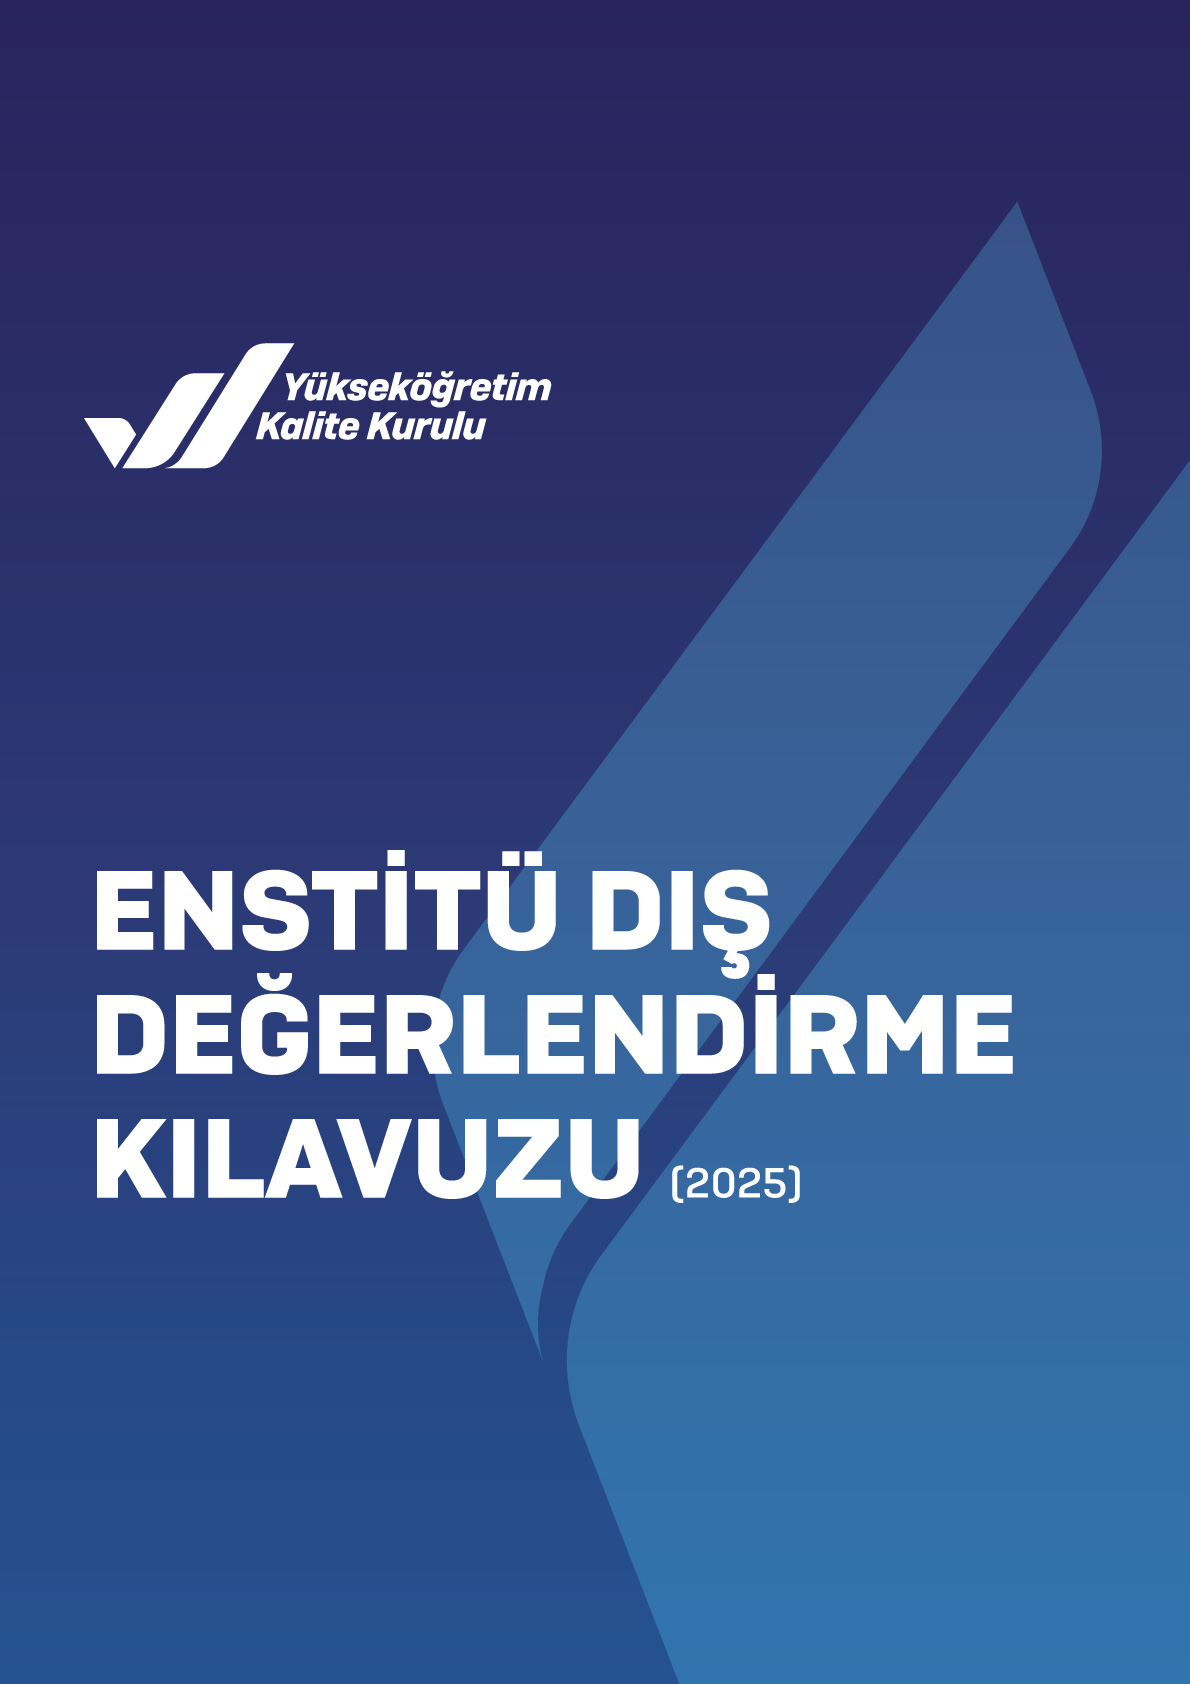 Yükseköğretim
Kalite Kurulu
ENSTİTÜ DIŞ
DEĞERLENDİRME
KILAVUZU (2025)